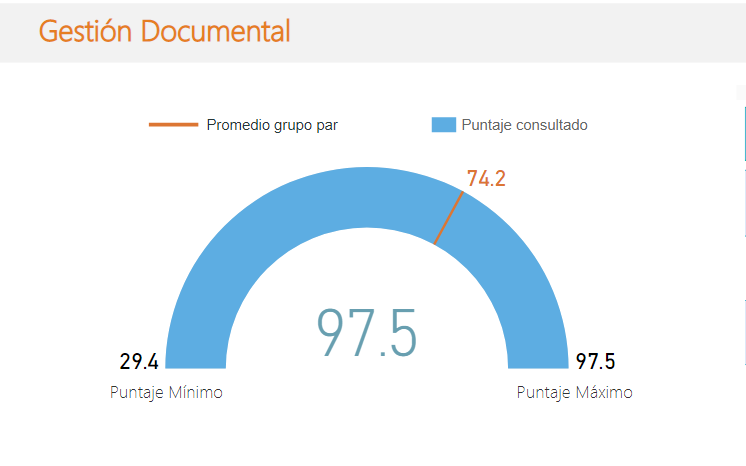 Gestión Documental
Promedio grupo par
Puntaje consultado
74.2
97.5
29.4
97.5
Puntaje Mínimo
Puntaje Máximo